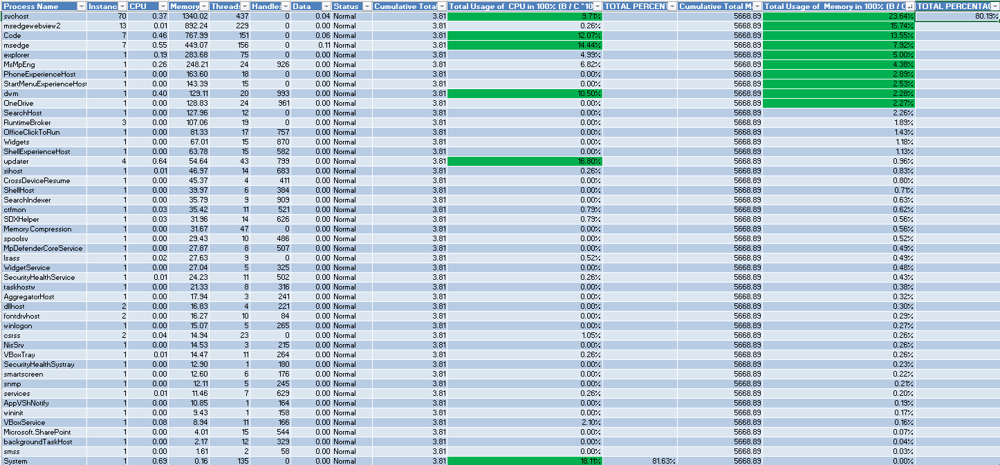 Process Name Instanc CPU Memory Thread Handle Data Status Cumulative Total Total Usage of CPU in 100% (B / C *10 TOTAL PERCENT Cumulative Total M Total Usage of Memory in 100% (B / C TOTAL PERCENTAG
svchost 70 0.37 1340.02 437 0 0.04 Normal 3.81 9.71% 5668.89 23.64% 80.19%
msedgewebview2 13 0.01 892.24 229 0 0.00 Normal 3.81 0.26% 5668.89 15.74%
Code 7 0.46 767.99 151 0 0.06 Normal 3.81 12.07% 5668.89 13.55%
msedge 7 0.55 449.07 156 0 0.11 Normal 3.81 14.44% 5668.89 7.92%
explorer 1 0.19 283.68 75 0 0.00 Normal 3.81 4.99% 5668.89 5.00%
MsMpEng 1 0.26 248.21 24 926 0.00 Normal 3.81 6.82% 5668.89 4.38%
PhoneExperienceHost 1 0.00 163.60 18 0 0.00 Normal 3.81 0.00% 5668.89 2.89%
StartMenuExperienceHost 1 0.00 143.39 15 0 0.00 Normal 3.81 0.00% 5668.89 2.53%
dwm 1 0.40 129.11 20 993 0.00 Normal 3.81 10.50% 5668.89 2.28%
OneDrive 1 0.00 128.83 24 961 0.00 Normal 3.81 0.00% 5668.89 2.27%
SearchHost 1 0.00 127.96 12 0 0.00 Normal 3.81 0.00% 5668.89 2.26%
RuntimeBroker 3 0.00 107.06 19 0 0.00 Normal 3.81 0.00% 5668.89 1.89%
OfficeClickToRun 1 0.00 81.33 17 757 0.00 Normal 3.81 0.00% 5668.89 1.43%
Widgets 1 0.00 67.01 15 870 0.00 Normal 3.81 0.00% 5668.89 1.18%
ShellExperienceHost 1 0.00 63.78 15 582 0.00 Normal 3.81 0.00% 5668.89 1.13%
updater 4 0.64 54.64 43 799 0.00 Normal 3.81 16.80% 5668.89 0.96%
sihost 1 0.01 46.97 14 683 0.00 Normal 3.81 0.26% 5668.89 0.83%
CrossDeviceResume 1 0.00 45.37 4 411 0.00 Normal 3.81 0.00% 5668.89 0.80%
ShellHost 1 0.00 39.97 6 384 0.00 Normal 3.81 0.00% 5668.89 0.71%
SearchIndexer 1 0.00 35.79 9 909 0.00 Normal 3.81 0.00% 5668.89 0.63%
ctfmon 1 0.03 35.42 11 521 0.00 Normal 3.81 0.79% 5668.89 0.62%
SDXHelper 1 0.03 31.96 14 626 0.00 Normal 3.81 0.79% 5668.89 0.56%
Memory Compression 1 0.00 31.67 47 0 0.00 Normal 3.81 0.00% 5668.89 0.56%
spoolsv 1 0.00 29.43 10 486 0.00 Normal 3.81 0.00% 5668.89 0.52%
MpDefenderCoreService 1 0.00 27.87 8 507 0.00 Normal 3.81 0.00% 5668.89 0.49%
lsass 1 0.02 27.63 9 0 0.00 Normal 3.81 0.52% 5668.89 0.49%
WidgetService 1 0.00 27.04 5 325 0.00 Normal 3.81 0.00% 5668.89 0.48%
SecurityHealthService 1 0.01 24.23 11 502 0.00 Normal 3.81 0.26% 5668.89 0.43%
taskhostw 1 0.00 21.33 8 316 0.00 Normal 3.81 0.00% 5668.89 0.38%
AggregatorHost 1 0.00 17.94 3 241 0.00 Normal 3.81 0.00% 5668.89 0.32%
dllhost 2 0.00 16.83 4 221 0.00 Normal 3.81 0.00% 5668.89 0.30%
fontdrvhost 2 0.00 16.27 10 84 0.00 Normal 3.81 0.00% 5668.89 0.29%
winlogon 1 0.00 15.07 5 265 0.00 Normal 3.81 0.00% 5668.89 0.27%
csrss 2 0.04 14.94 23 0 0.00 Normal 3.81 1.05% 5668.89 0.26%
NisSrv 1 0.00 14.53 3 215 0.00 Normal 3.81 0.00% 5668.89 0.26%
VBoxTray 1 0.01 14.47 11 264 0.00 Normal 3.81 0.26% 5668.89 0.26%
SecurityHealthSystray 1 0.00 12.90 1 180 0.00 Normal 3.81 0.00% 5668.89 0.23%
smartscreen 1 0.00 12.60 6 176 0.00 Normal 3.81 0.00% 5668.89 0.22%
snmp 1 0.00 12.11 5 245 0.00 Normal 3.81 0.00% 5668.89 0.21%
services 1 0.01 11.46 7 629 0.00 Normal 3.81 0.26% 5668.89 0.20%
AppVShNotify 1 0.00 10.85 1 164 0.00 Normal 3.81 0.00% 5668.89 0.19%
wininit 1 0.00 9.43 1 158 0.00 Normal 3.81 0.00% 5668.89 0.17%
VBoxService 1 0.08 8.94 11 166 0.00 Normal 3.81 2.10% 5668.89 0.16%
Microsoft.SharePoint 1 0.00 4.01 15 544 0.00 Normal 3.81 0.00% 5668.89 0.07%
backgroundTaskHost 1 0.00 2.17 12 329 0.00 Normal 3.81 0.00% 5668.89 0.04%
smss 1 0.00 1.61 2 58 0.00 Normal 3.81 0.00% 5668.89 0.03%
System 1 0.69 0.16 135 0 0.00 Normal 3.81 18.11% 81.63% 5668.89 0.00%